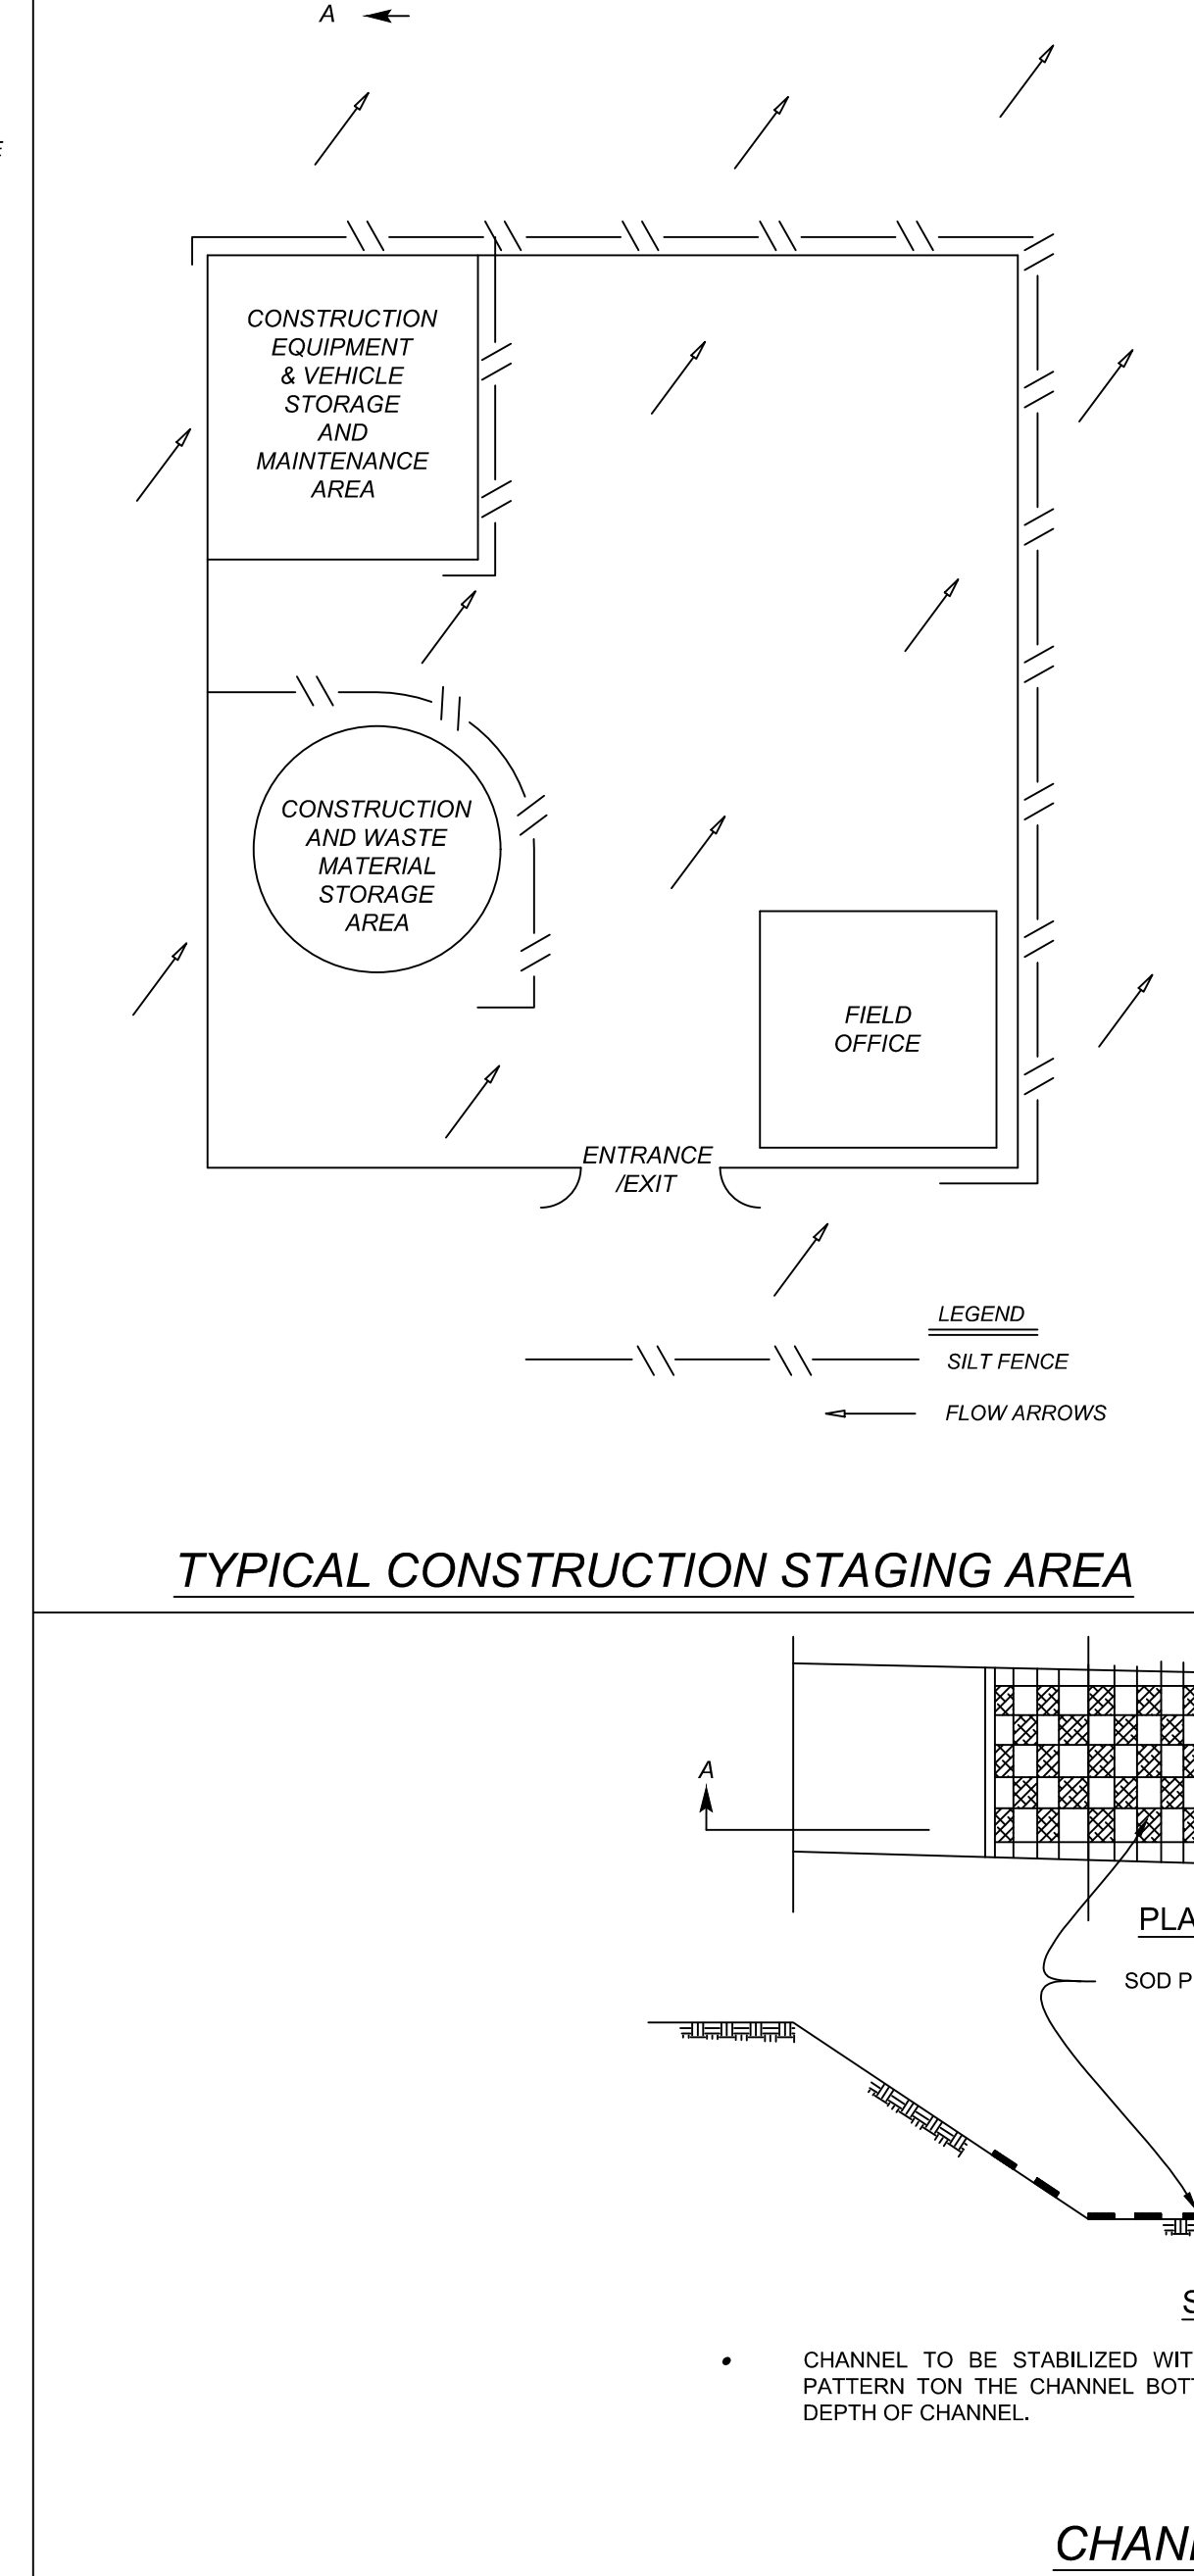 A
CONSTRUCTION
EQUIPMENT
& VEHICLE
STORAGE
AND
MAINTENANCE
AREA
CONSTRUCTION
AND WASTE
MATERIAL
STORAGE
AREA
FIELD
OFFICE
ENTRANCE
/EXIT
LEGEND
SILT FENCE
FLOW ARROWS
TYPICAL CONSTRUCTION STAGING AREA
A
PLA
SOD P
S
CHANNEL TO BE STABILIZED WIT
PATTERN TON THE CHANNEL BOT
DEPTH OF CHANNEL.
CHAN